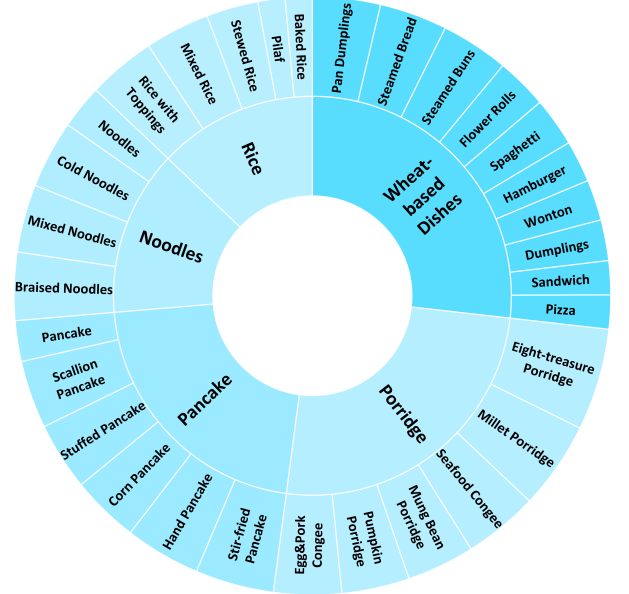 Wheat-
based
Dishes
Pan Dumplings
Steamed Bread
Steamed Buns
Flower Rolls
Spaghetti
Hamburger
Wonton
Dumplings
Sandwich
Pizza
Porridge
Eight-treasure
Porridge
Millet Porridge
Seafood Congee
Mung Bean
Porridge
Pumpkin
Porridge
Egg&Pork
Congee
Pancake
Stir-fried
Pancake
Hand Pancake
Corn Pancake
Stuffed Pancake
Scallion
Pancake
Pancake
Noodles
Braised Noodles
Mixed Noodles
Cold Noodles
Noodles
Rice
Rice with
Toppings
Mixed Rice
Stewed Rice
Pilaf
Baked Rice